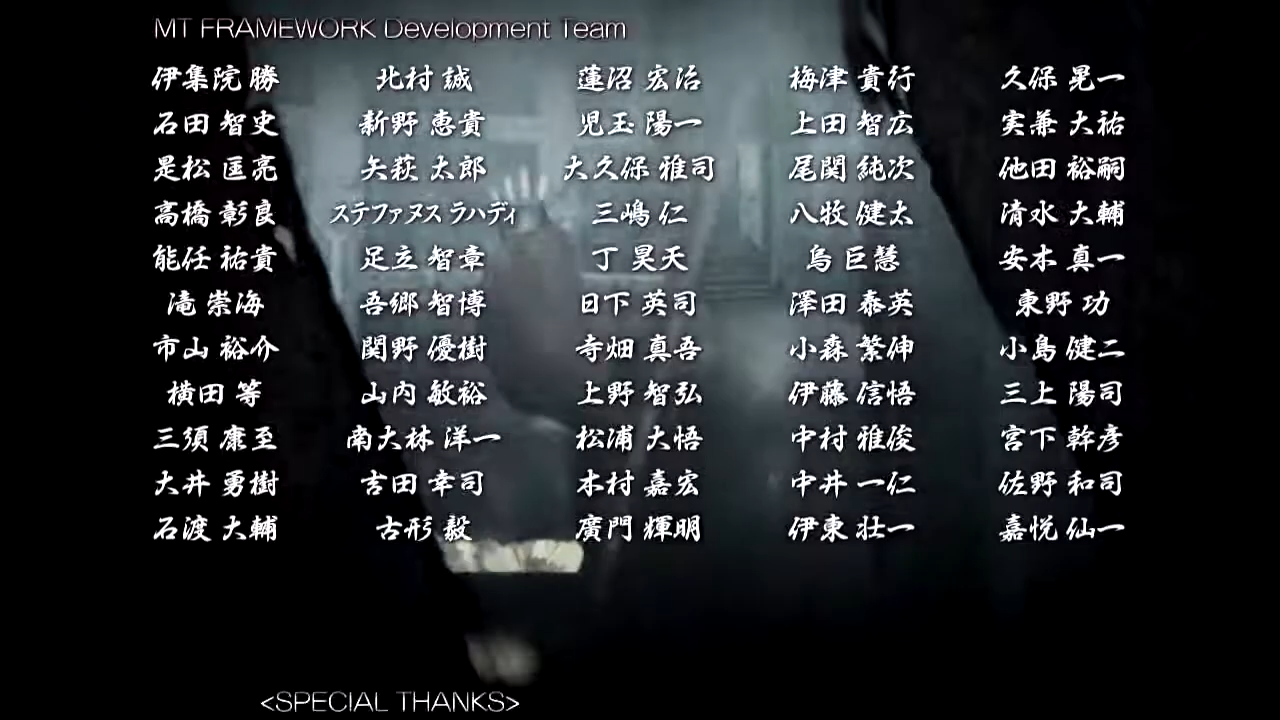 MT FRAMEWORK Development Team
伊集院 勝 北村 誠 蓮沼 宏治 梅津 貴行 久保 晃一
石田 智史 新野 恵貴 児玉 陽一 上田 智広 実兼 大祐
是松 匡亮 矢萩 太郎 大久保 雅司 尾関 純次 他田 裕嗣
高橋 彰良 ステファヌス ラハディ 三嶋 仁 八牧 健太 清水 大輔
能任 祐貴 足立 智章 丁 昊天 烏 巨慧 安本 真一
滝 崇海 吾郷 智博 日下 英司 澤田 泰英 東野 功
市山 裕介 関野 優樹 寺畑 真吾 小森 繁伸 小島 健二
横田 等 山内 敏裕 上野 智弘 伊藤 信悟 三上 陽司
三須 康至 南大林 洋一 松浦 大悟 中村 雅俊 宮下 幹彦
大井 勇樹 吉田 幸司 木村 嘉宏 中井 一仁 佐野 和司
石渡 大輔 古形 毅 廣門 輝明 伊東 壮一 嘉悦 仙一
<SPECIAL THANKS>